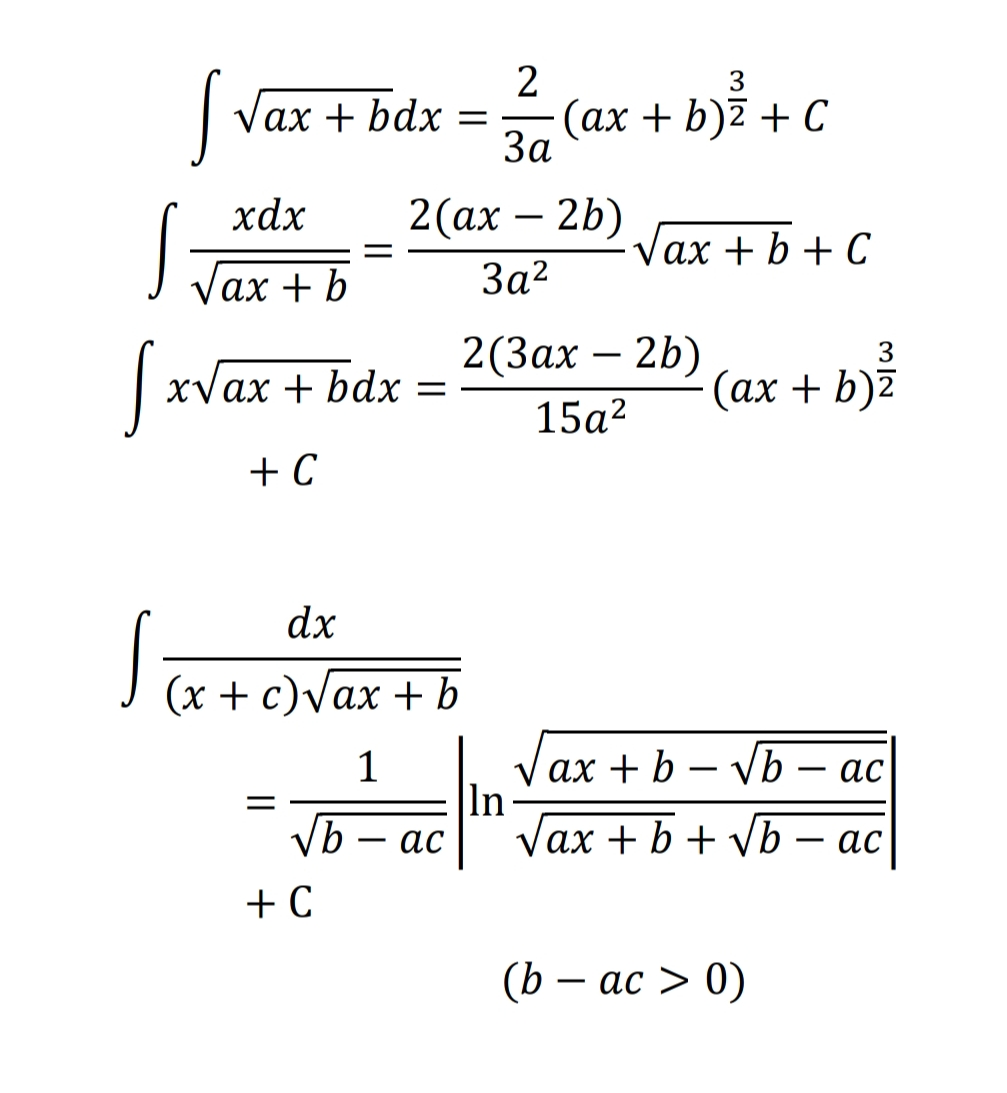 ∫ √(ax + b)dx = 2/(3a) (ax + b)^(3/2) + C
∫ xdx/√(ax + b) = 2(ax − 2b)/(3a²) √(ax + b) + C
∫ x√(ax + b)dx = 2(3ax − 2b)/(15a²) (ax + b)^(3/2)
+ C
∫ dx/((x + c)√(ax + b))
= 1/√(b − ac) |ln √(ax + b − √(b − ac))/(√(ax + b) + √(b − ac))|
+ C
(b − ac > 0)